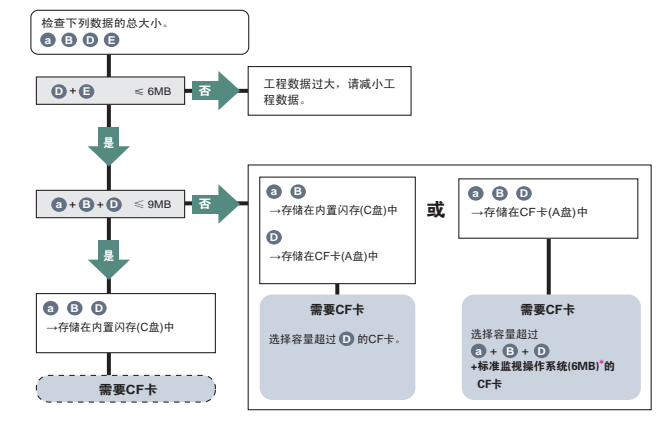 检查下列数据的总大小。
a B D E
D + E ≤ 6MB
否
工程数据过大，请减小工
程数据。
是
a + B + D ≤ 9MB
否
a B
→存储在内置闪存(C盘)中
D
→存储在CF卡(A盘)中
或
a B D
→存储在CF卡(A盘)中
是
a B D
→存储在内置闪存(C盘)中
需要CF卡
需要CF卡
选择容量超过 D 的CF卡。
需要CF卡
选择容量超过
a + B + D
+标准监视操作系统(6MB)*的
CF卡